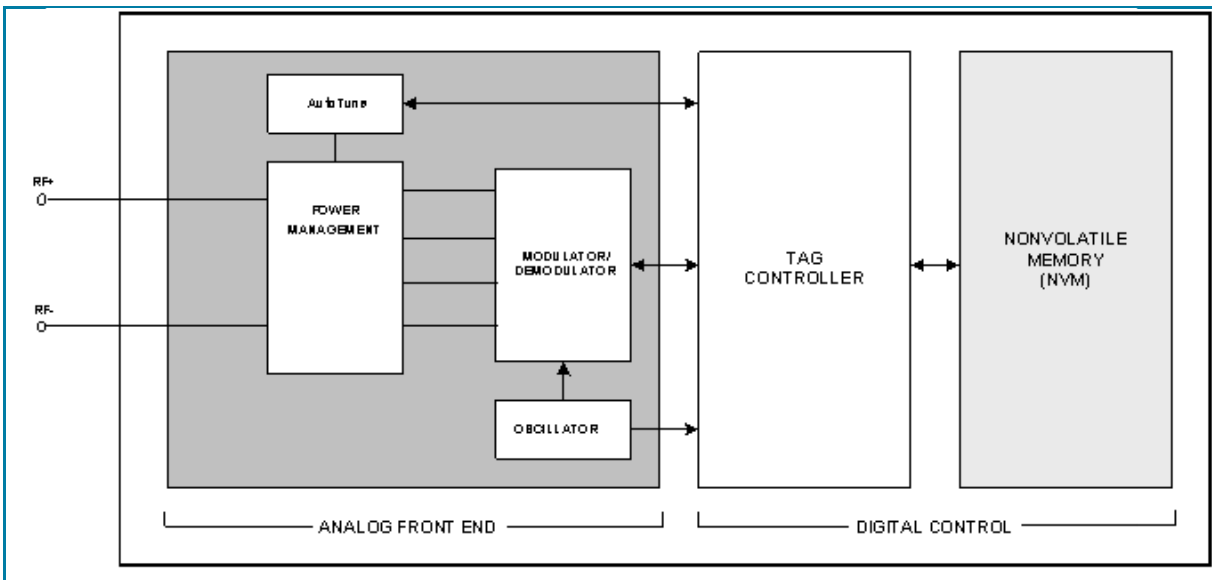 AutoTune
RF+
POWER
MANAGEMENT
MODULATOR/
DEMODULATOR
TAG
CONTROLLER
NONVOLATILE
MEMORY
(NVM)
RF-
OSCILLATOR
ANALOG FRONT END
DIGITAL CONTROL